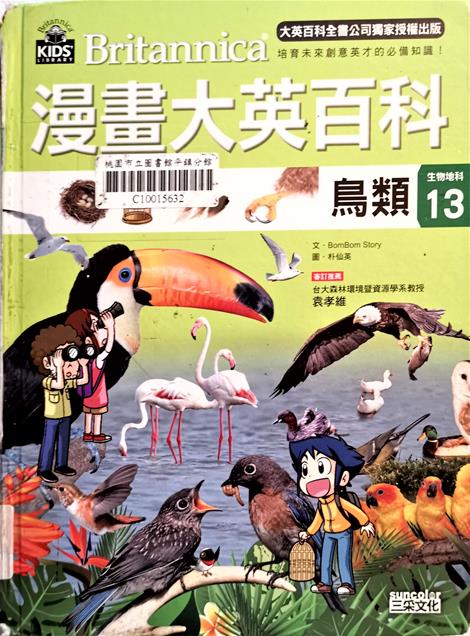 Britannica
KIDS'
LIBRARY
Britannica®
大英百科全書公司獨家授權出版
培育未來創意英才的必備知識！
漫畫大英百科
桃園市立圖書館平鎮分館
C10015632
鳥類
生物地科
13
文・BomBom Story
圖・朴仙英
審訂推薦
台大森林環境暨資源學系教授
袁孝維
suncolor
三采文化